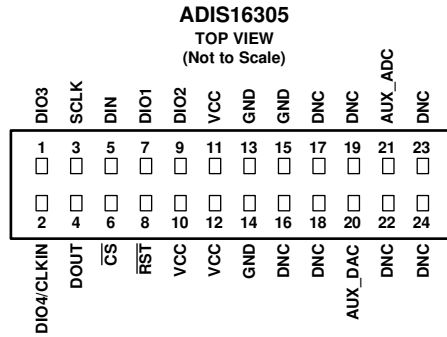 ADIS16305
TOP VIEW
(Not to Scale)
DIO3 SCLK DIN DIO1 DIO2 VCC GND GND DNC DNC AUX_ADC DNC
1 3 5 7 9 11 13 15 17 19 21 23
2 4 6 8 10 12 14 16 18 20 22 24
DIO4/CLKIN DOUT CS RST VCC VCC GND DNC DNC AUX_DAC DNC DNC